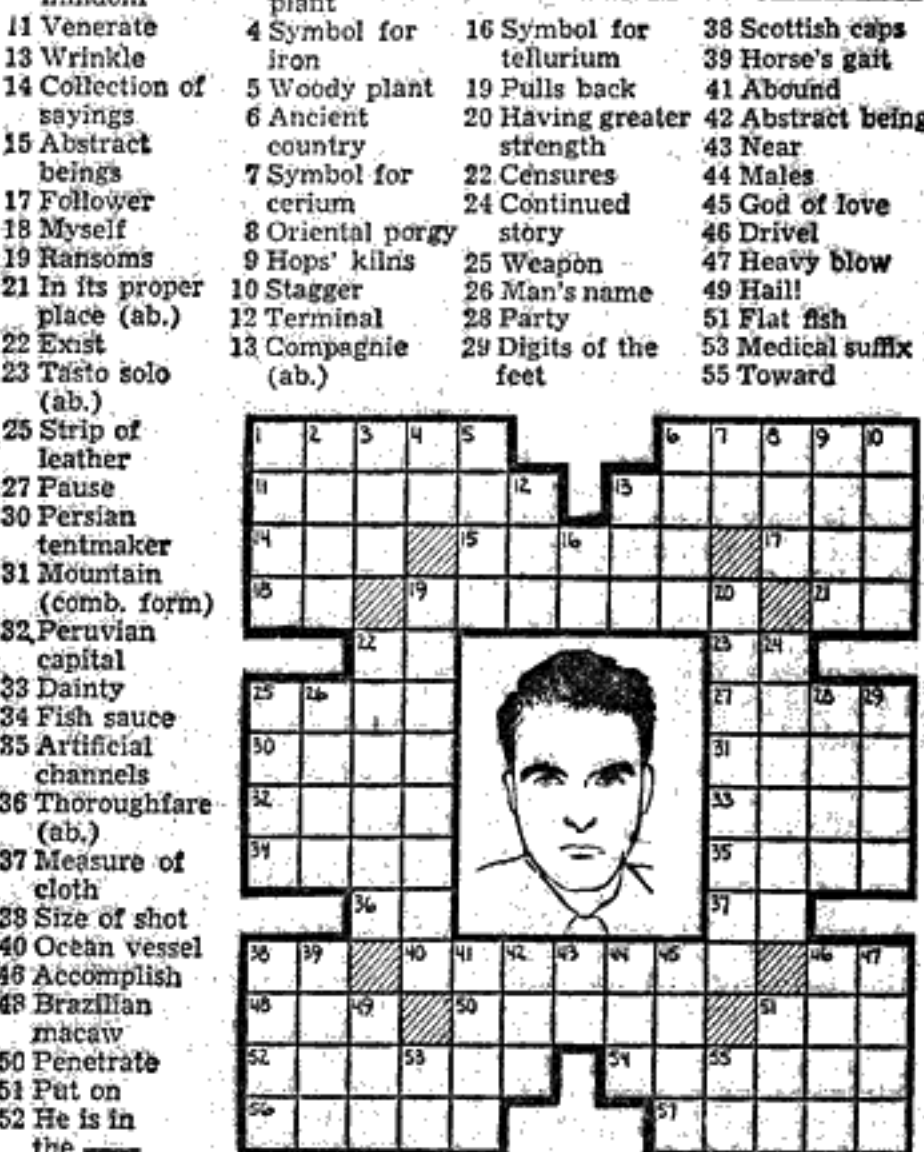 11 Venerate
13 Wrinkle
14 Collection of
sayings
15 Abstract
beings
17 Follower
18 Myself
19 Ransoms
21 In its proper
place (ab.)
22 Exist
23 Tasto solo
(ab.)
25 Strip of
leather
27 Pause
30 Persian
tentmaker
31 Mountain
(comb. form)
32 Peruvian
capital
33 Dainty
34 Fish sauce
35 Artificial
channels
36 Thoroughfare
(ab.)
37 Measure of
cloth
38 Size of shot
40 Ocean vessel
46 Accomplish
48 Brazilian
macaw
50 Penetrate
51 Put on
52 He is in
the
plant
4 Symbol for
iron
5 Woody plant
6 Ancient
country
7 Symbol for
cerium
8 Oriental porgy
9 Hops' kilns
10 Stagger
12 Terminal
13 Compagnie
(ab.)
16 Symbol for
tellurium
19 Pulls back
20 Having greater
strength
22 Censures
24 Continued
story
25 Weapon
26 Man's name
28 Party
29 Digits of the
feet
38 Scottish caps
39 Horse's gait
41 Abound
42 Abstract being
43 Near
44 Males
45 God of love
46 Drivel
47 Heavy blow
49 Hail!
51 Flat fish
53 Medical suffix
55 Toward
1 2 3 4 5 6 7 8 9 10
11 12 13
14 15 16 17
18 19 20 21
22 23 24
25 26 27 28 29
30 31
32 33
34 35
36 37
38 39 40 41 42 43 44 45 46 47
48 49 50 51
52 53 54 55
56 57